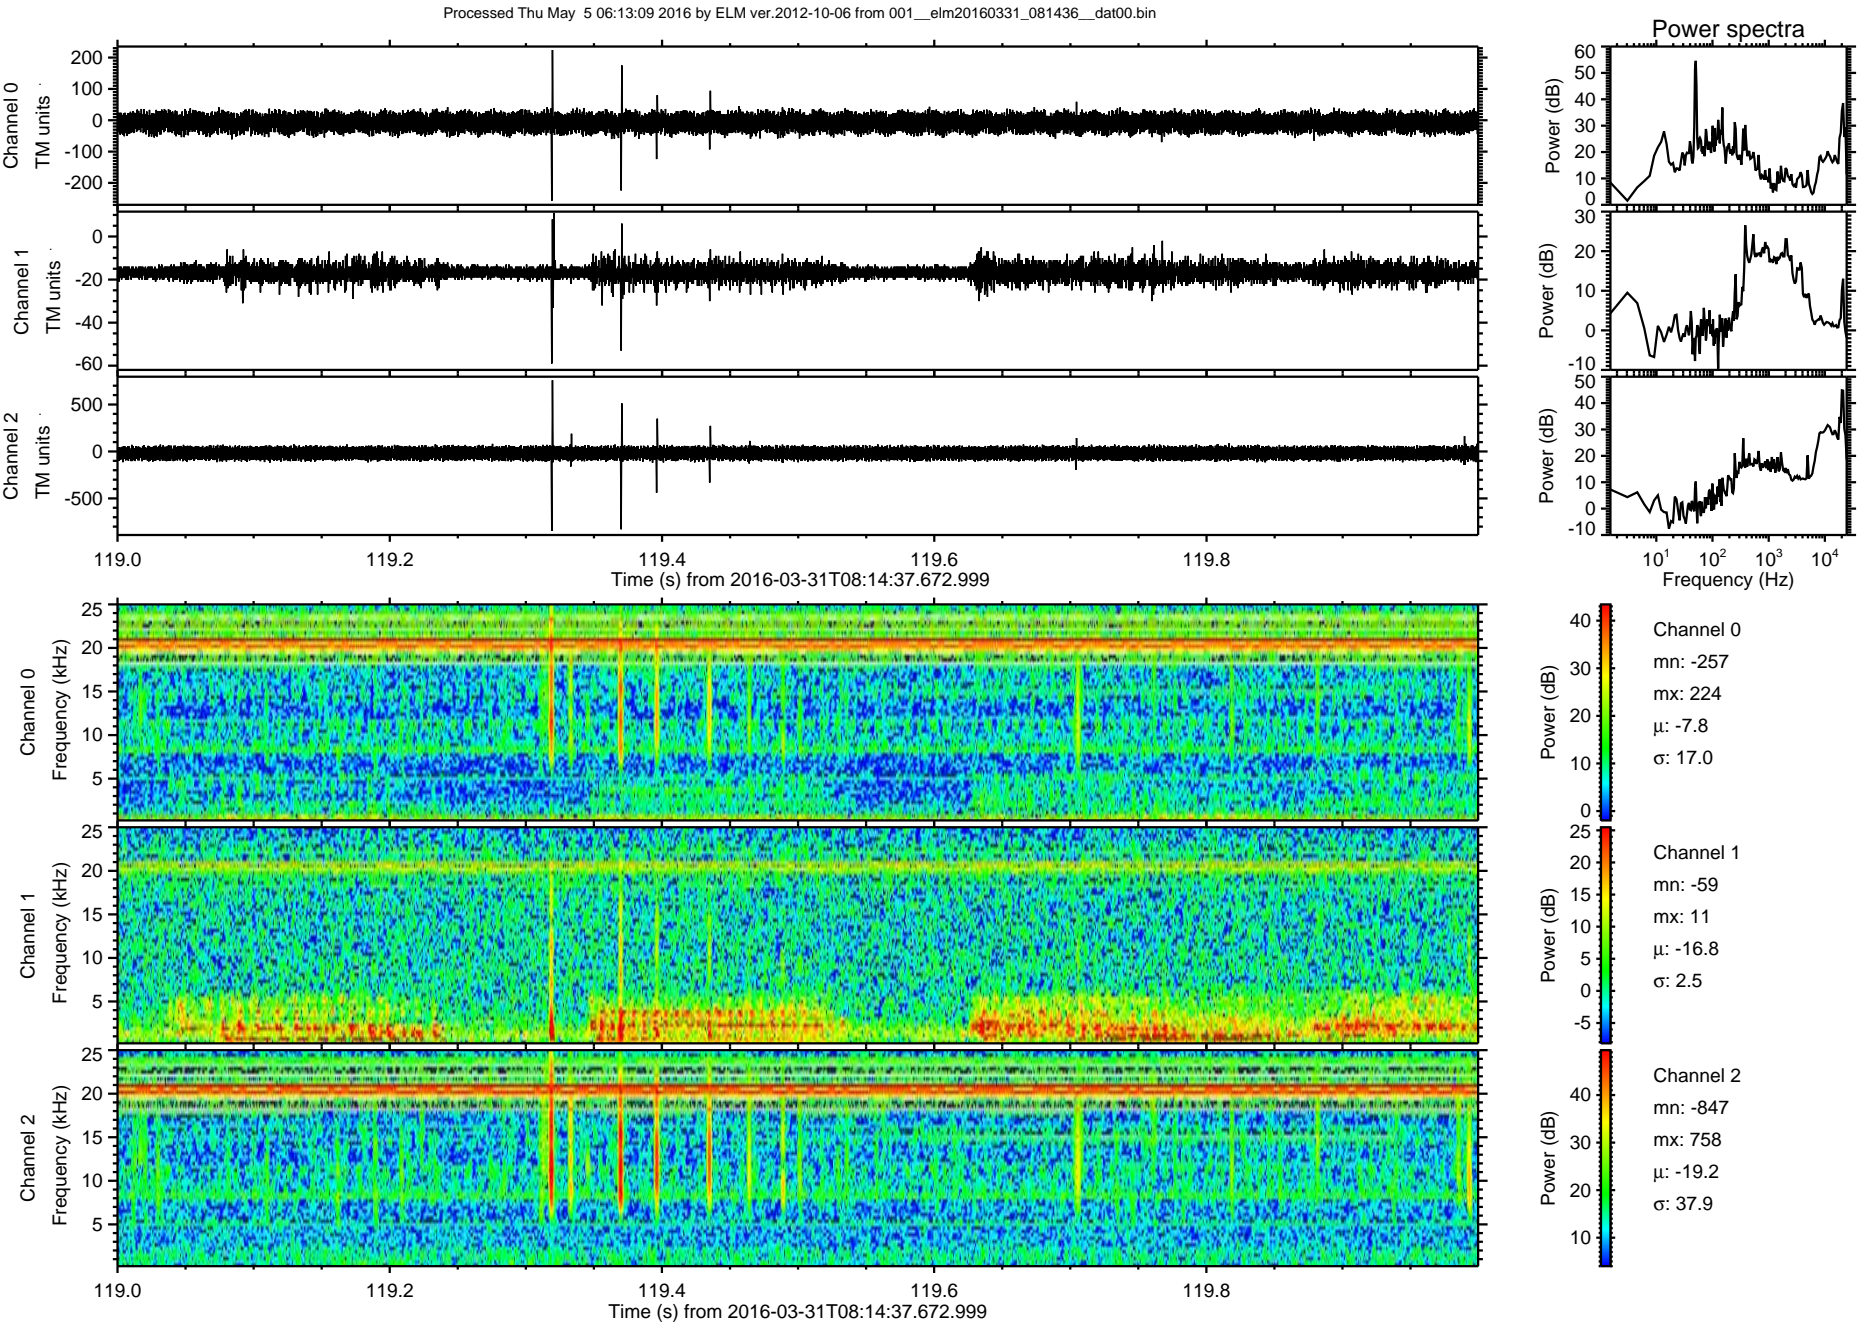 Processed Thu May  5 06:13:09 2016 by ELM ver.2012-10-06 from 001__elm20160331_081436__dat00.bin
Power spectra
Channel 0
TM units
200
100
0
-100
-200
Power (dB)
60
50
40
30
20
10
0
Channel 1
TM units
0
-20
-40
-60
Power (dB)
30
20
10
0
-10
Channel 2
TM units
500
0
-500
Power (dB)
50
40
30
20
10
0
-10
119.0
119.2
119.4
119.6
119.8
Time (s) from 2016-03-31T08:14:37.672.999
10^1
10^2
10^3
10^4
Frequency (Hz)
Channel 0
Frequency (kHz)
25
20
15
10
5
Power (dB)
40
30
20
10
0
Channel 0
mn: -257
mx: 224
µ: -7.8
σ: 17.0
Channel 1
Frequency (kHz)
25
20
15
10
5
Power (dB)
25
20
15
10
5
0
-5
Channel 1
mn: -59
mx: 11
µ: -16.8
σ: 2.5
Channel 2
Frequency (kHz)
25
20
15
10
5
Power (dB)
40
30
20
10
Channel 2
mn: -847
mx: 758
µ: -19.2
σ: 37.9
119.0
119.2
119.4
119.6
119.8
Time (s) from 2016-03-31T08:14:37.672.999